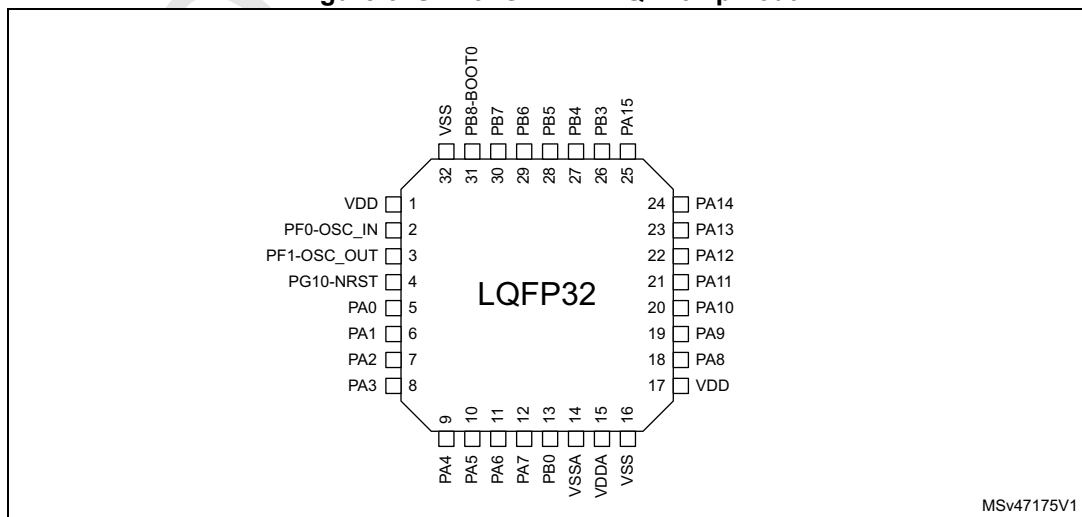 VSS
PB8-BOOT0
PB7
PB6
PB5
PB4
PB3
PA15
32
31
30
29
28
27
26
25
VDD 1
PF0-OSC_IN 2
PF1-OSC_OUT 3
PG10-NRST 4
PA0 5
PA1 6
PA2 7
PA3 8
LQFP32
24 PA14
23 PA13
22 PA12
21 PA11
20 PA10
19 PA9
18 PA8
17 VDD
9
10
11
12
13
14
15
16
PA4
PA5
PA6
PA7
PB0
VSSA
VDDA
VSS
MSv47175V1